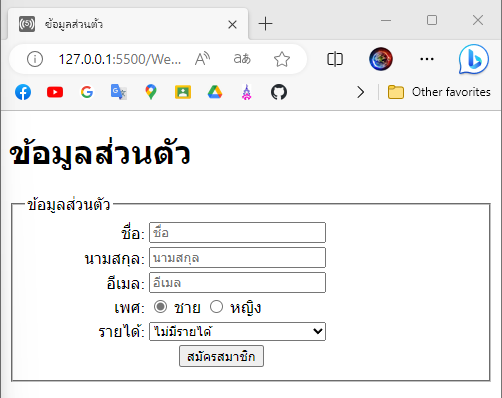 ข้อมูลส่วนตัว
127.0.0.1:5500/We...
A
aあ
Other favorites
ข้อมูลส่วนตัว
ข้อมูลส่วนตัว
ชื่อ: ชื่อ
นามสกุล: นามสกุล
อีเมล: อีเมล
เพศ: ชาย หญิง
รายได้: ไม่มีรายได้
สมัครสมาชิก